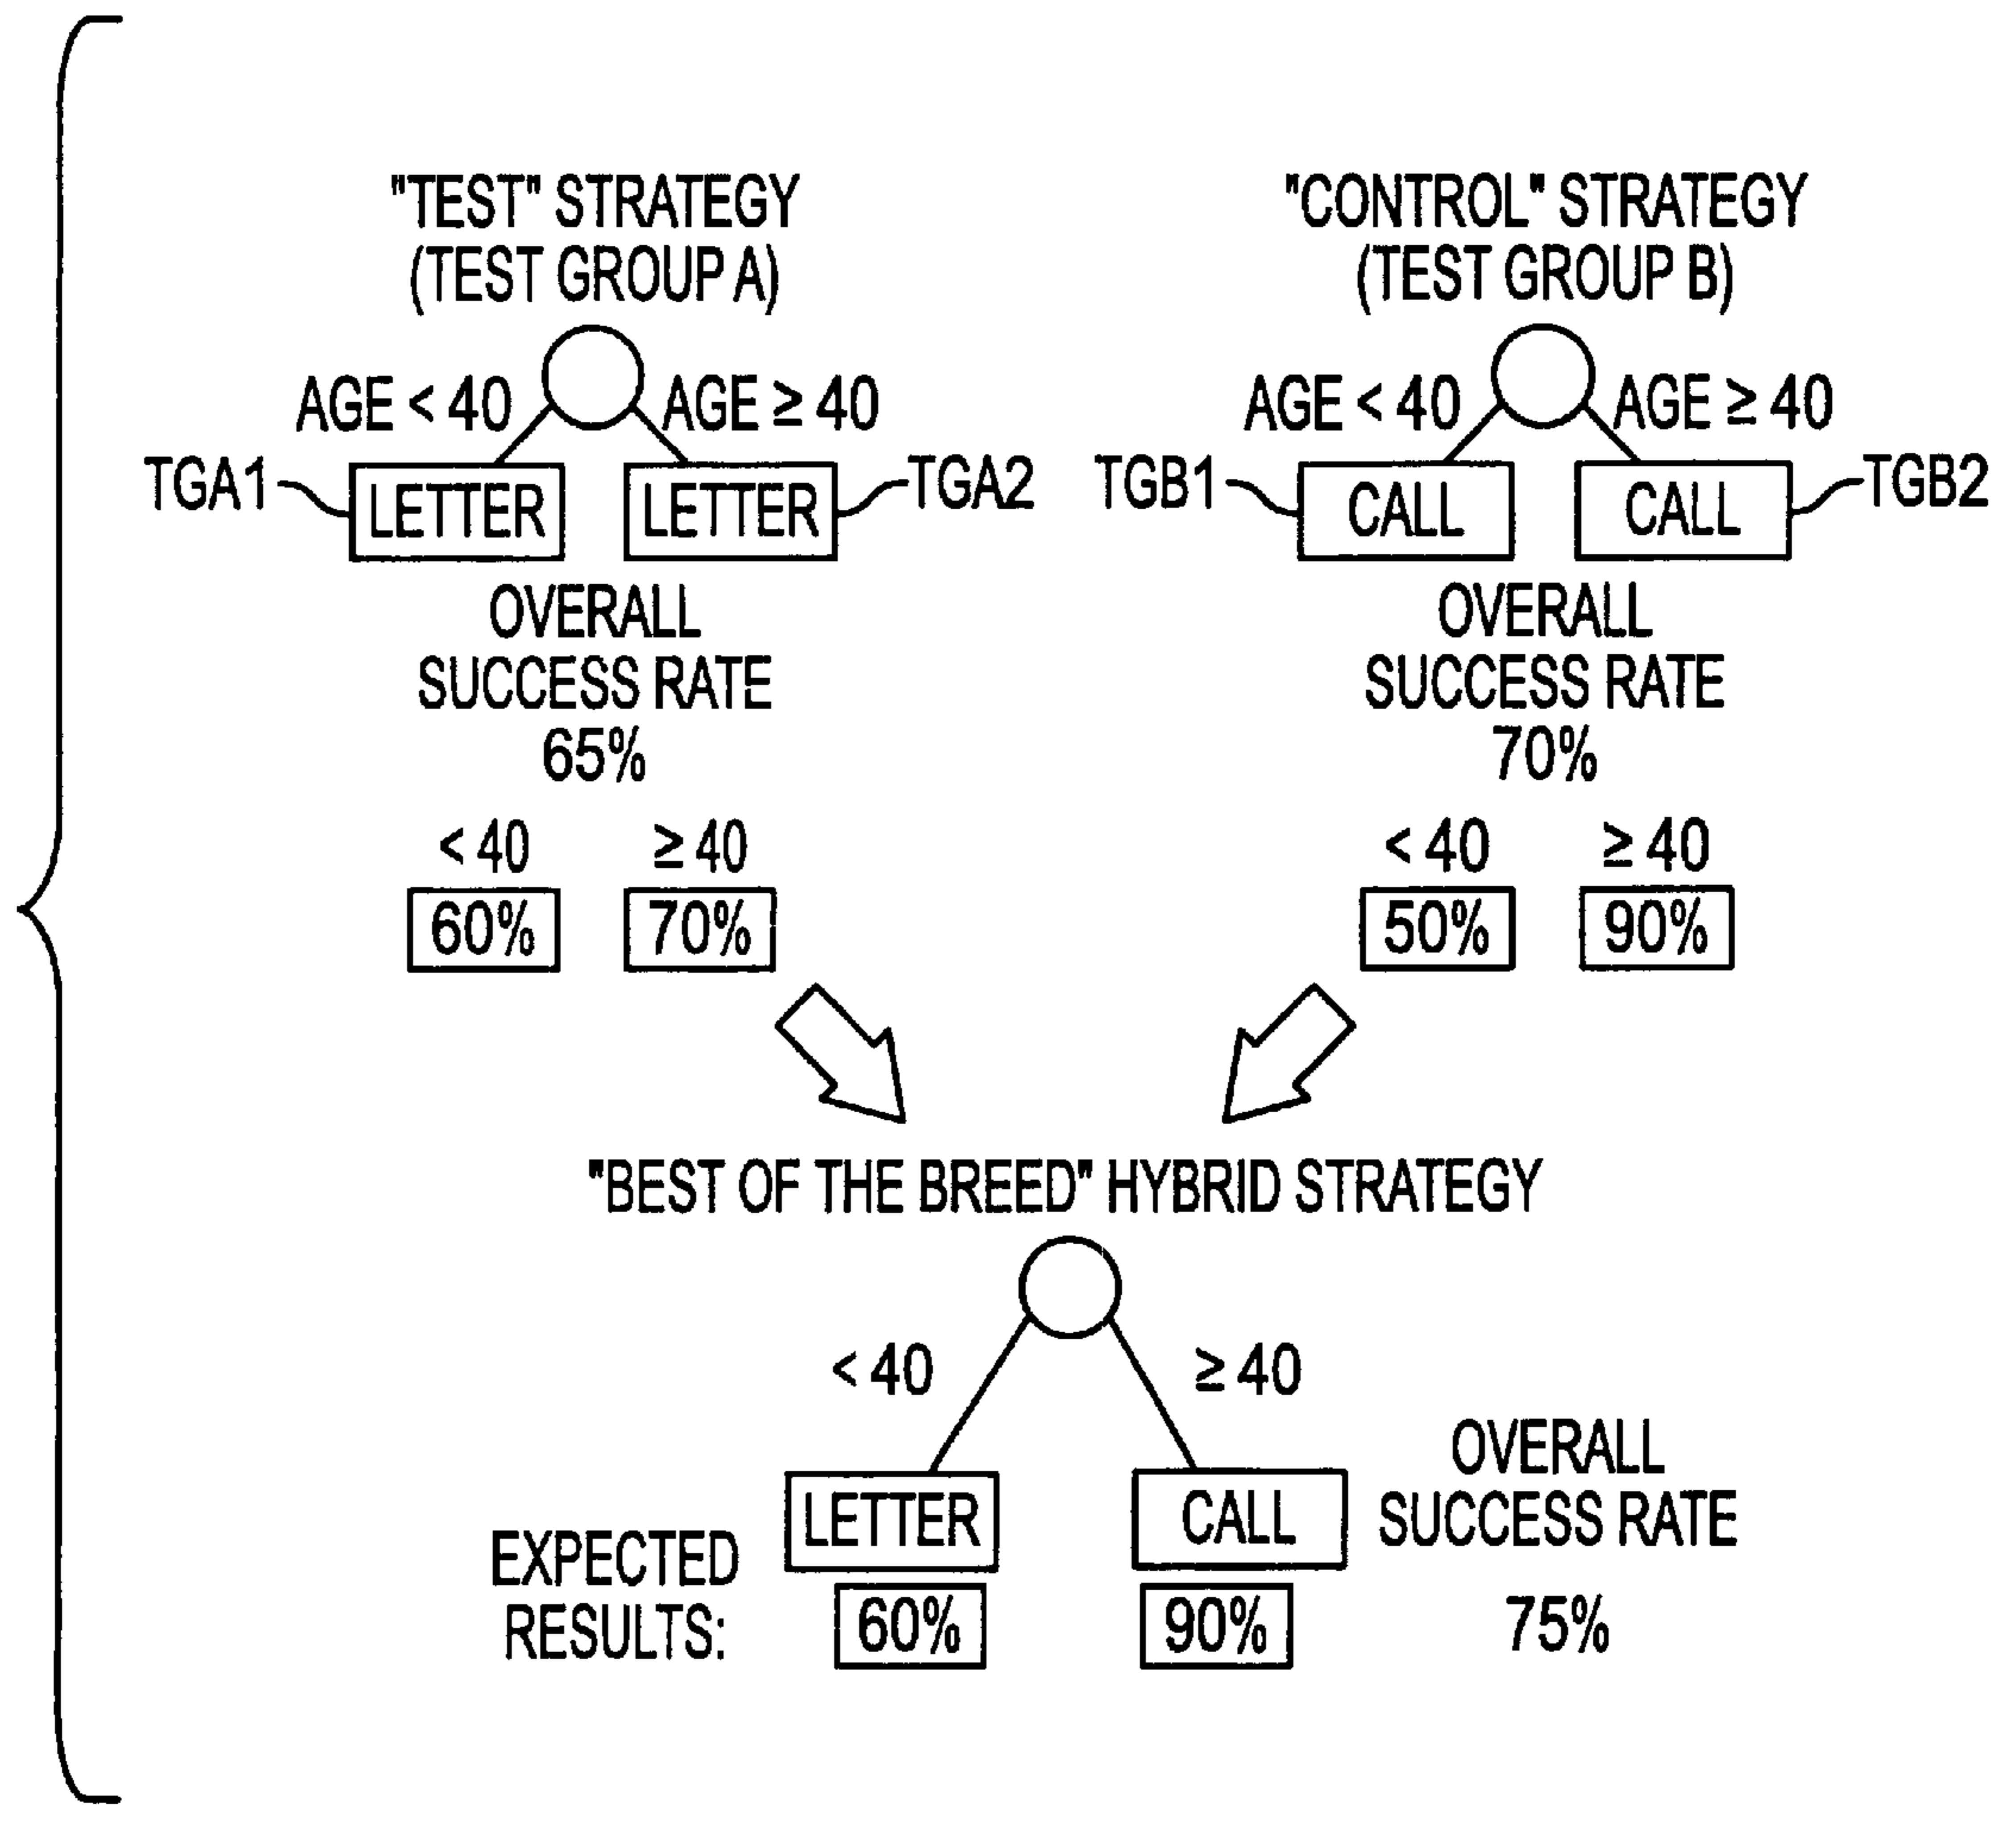 "TEST" STRATEGY
(TEST GROUP A)
AGE < 40
AGE ≥ 40
TGA1
LETTER
LETTER
TGA2
OVERALL
SUCCESS RATE
65%
< 40
≥ 40
60%
70%
"CONTROL" STRATEGY
(TEST GROUP B)
AGE < 40
AGE ≥ 40
TGB1
CALL
CALL
TGB2
OVERALL
SUCCESS RATE
70%
< 40
≥ 40
50%
90%
"BEST OF THE BREED" HYBRID STRATEGY
< 40
≥ 40
LETTER
CALL
EXPECTED
RESULTS:
60%
90%
OVERALL
SUCCESS RATE
75%